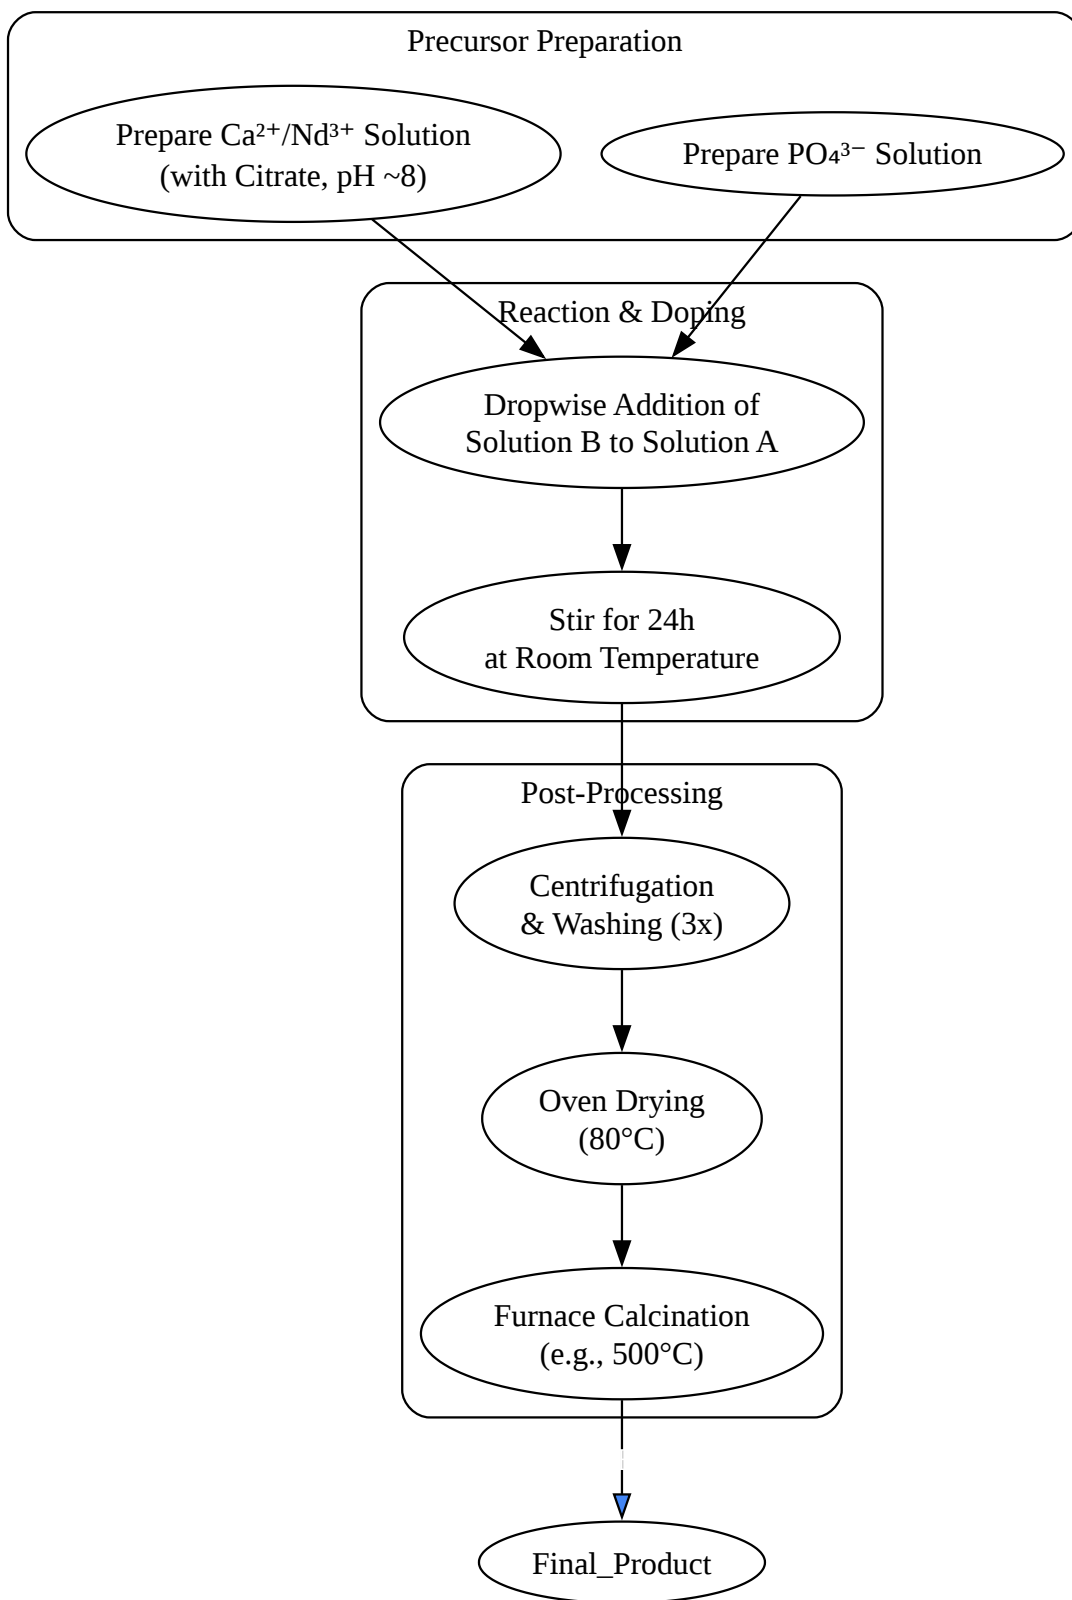 Precursor Preparation
Prepare Ca²⁺/Nd³⁺ Solution
(with Citrate, pH ~8)
Prepare PO₄³⁻ Solution
Reaction & Doping
Dropwise Addition of
Solution B to Solution A
Stir for 24h
at Room Temperature
Post-Processing
Centrifugation
& Washing (3x)
Oven Drying
(80°C)
Furnace Calcination
(e.g., 500°C)
Final_Product